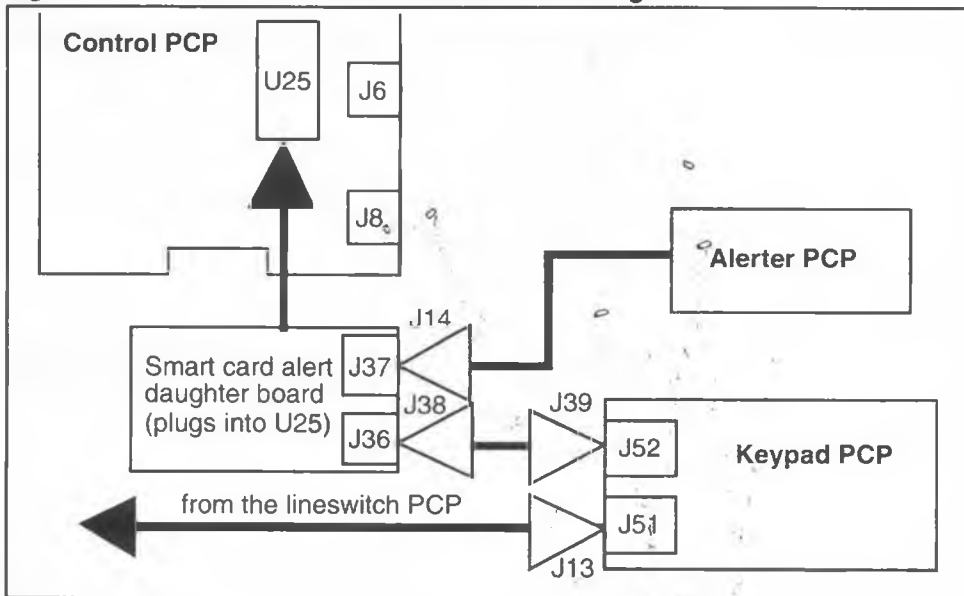 Control PCP
U25
J6
J8
Alerter PCP
J14
Smart card alert
daughter board
(plugs into U25)
J37
J38
J36
J39
J52
Keypad PCP
from the lineswitch PCP
J51
J13